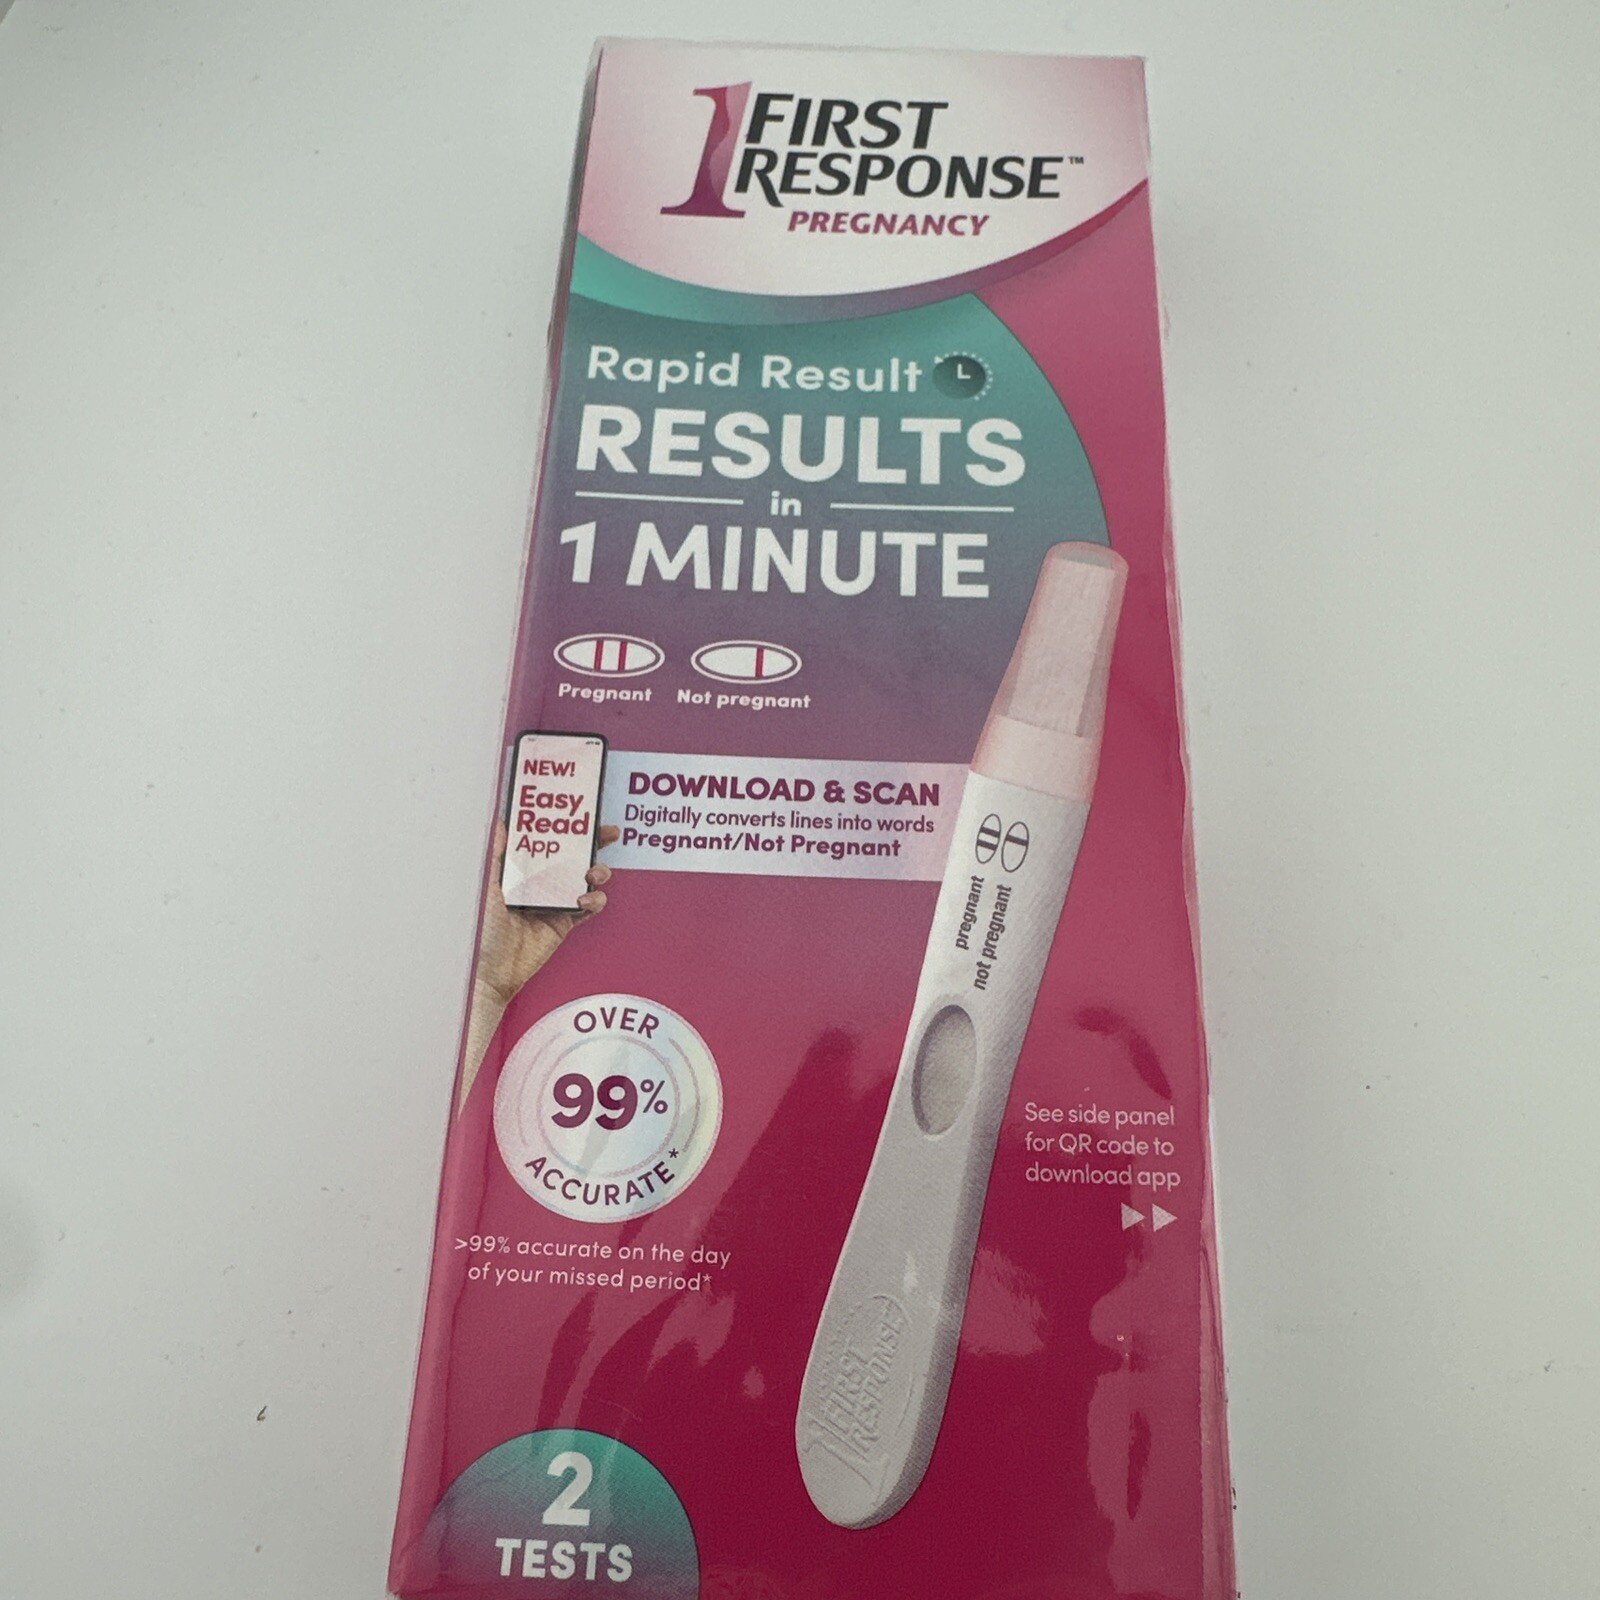 1 FIRST
RESPONSE™
PREGNANCY
Rapid Result
RESULTS
in
1 MINUTE
Pregnant Not pregnant
NEW!
Easy
Read
App
DOWNLOAD & SCAN
Digitally converts lines into words
Pregnant/Not Pregnant
pregnant
not pregnant
OVER
99%
ACCURATE*
>99% accurate on the day
of your missed period*
See side panel
for QR code to
download app
1 FIRST
RESPONSE
2
TESTS